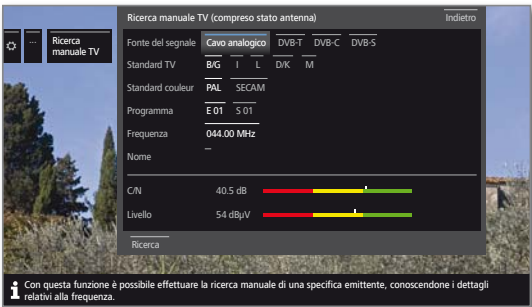 Ricerca manuale TV (compreso stato antenna) Indietro
... Ricerca manuale TV
Fonte del segnale Cavo analogico DVB-T DVB-C DVB-S
Standard TV B/G I L D/K M
Standard couleur PAL SECAM
Programma E 01 S 01
Frequenza 044.00 MHz
Nome –
C/N 40.5 dB
Livello 54 dBµV
Ricerca
Con questa funzione è possibile effettuare la ricerca manuale di una specifica emittente, conoscendone i dettagli
relativi alla frequenza.